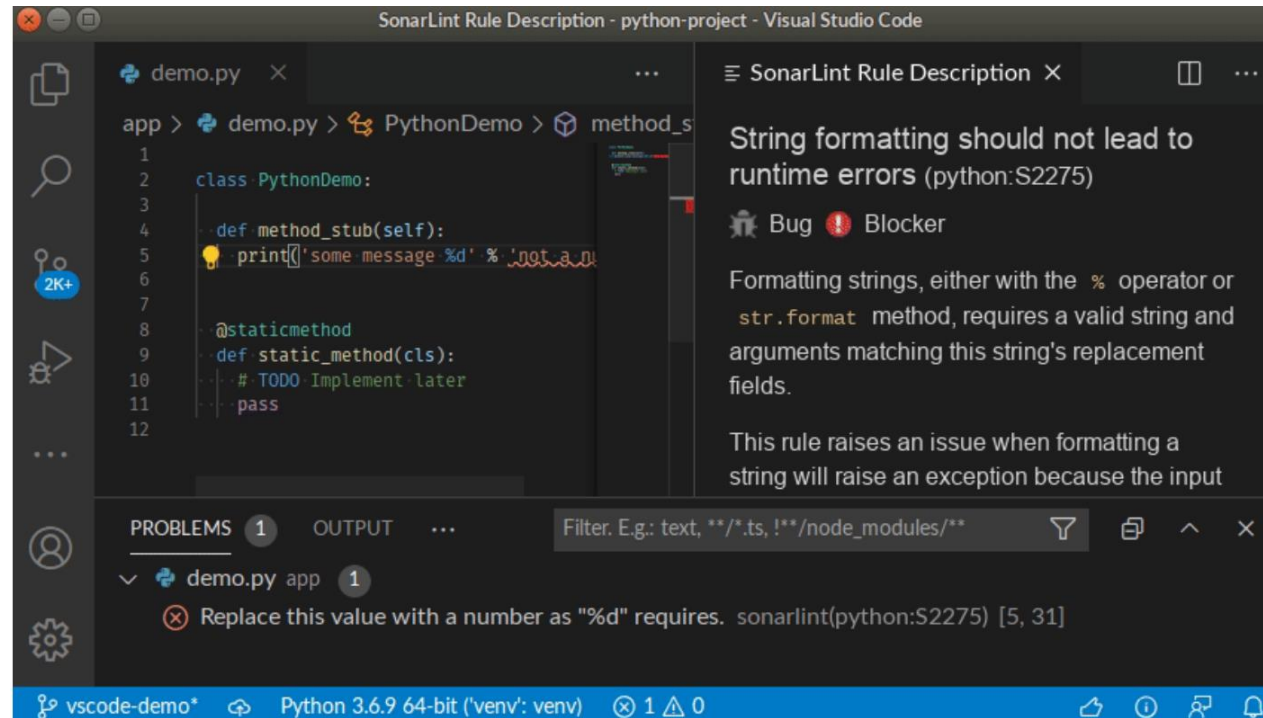 SonarLint Rule Description - python-project - Visual Studio Code
demo.py
SonarLint Rule Description
app > demo.py > PythonDemo > method_s
1
2 class PythonDemo:
3
4 def method_stub(self):
5 print('some message %d' % 'not a nu
6
7
8 @staticmethod
9 def static_method(cls):
10 # TODO Implement later
11 pass
12
String formatting should not lead to
runtime errors (python:S2275)
Bug Blocker
Formatting strings, either with the % operator or
str.format method, requires a valid string and
arguments matching this string's replacement
fields.
This rule raises an issue when formatting a
string will raise an exception because the input
2K+
PROBLEMS 1 OUTPUT ... Filter. E.g.: text, **/*.ts, !**/node_modules/**
demo.py app 1
Replace this value with a number as "%d" requires. sonarlint(python:S2275) [5, 31]
vscode-demo* Python 3.6.9 64-bit ('venv': venv) 1 0